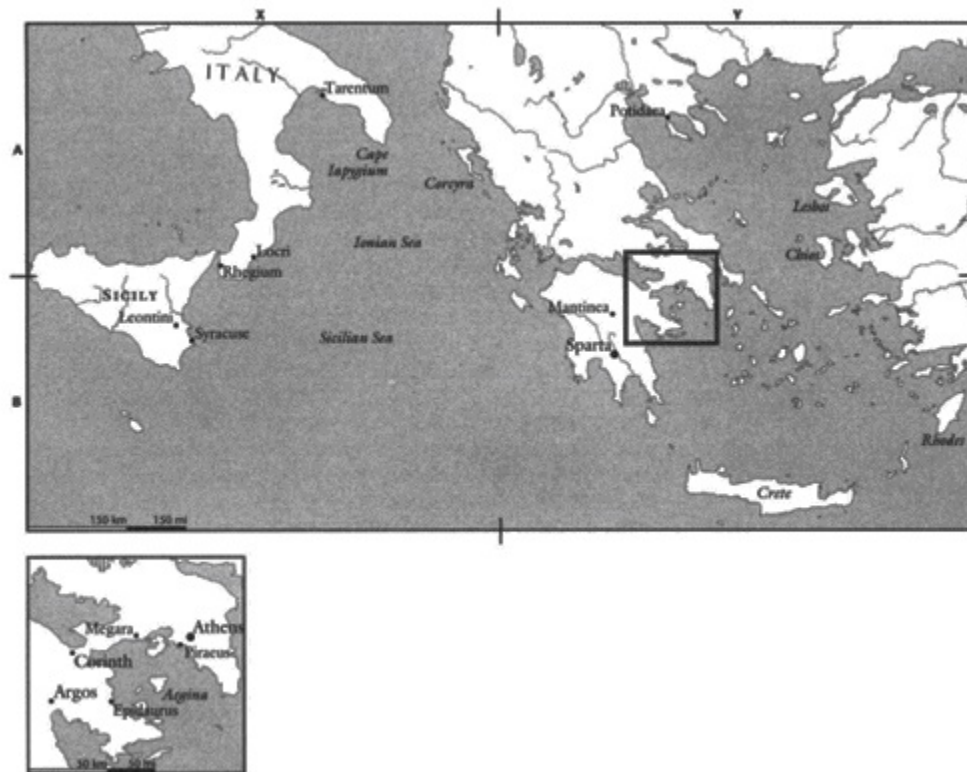 X Y
ITALY
Tarentum
Potidaea
A
Cape
Iapygium
Corcyra
Lesbos
Ionian Sea
Chios
Locri
Rhegium
SICILY
Leontini
Mantinea
Syracuse
Sicilian Sea
Sparta
B
Rhodes
Crete
150 km 150 mi
Megara
Athens
Piraeus
Corinth
Argos
Aegina
Epidaurus
50 km 50 mi